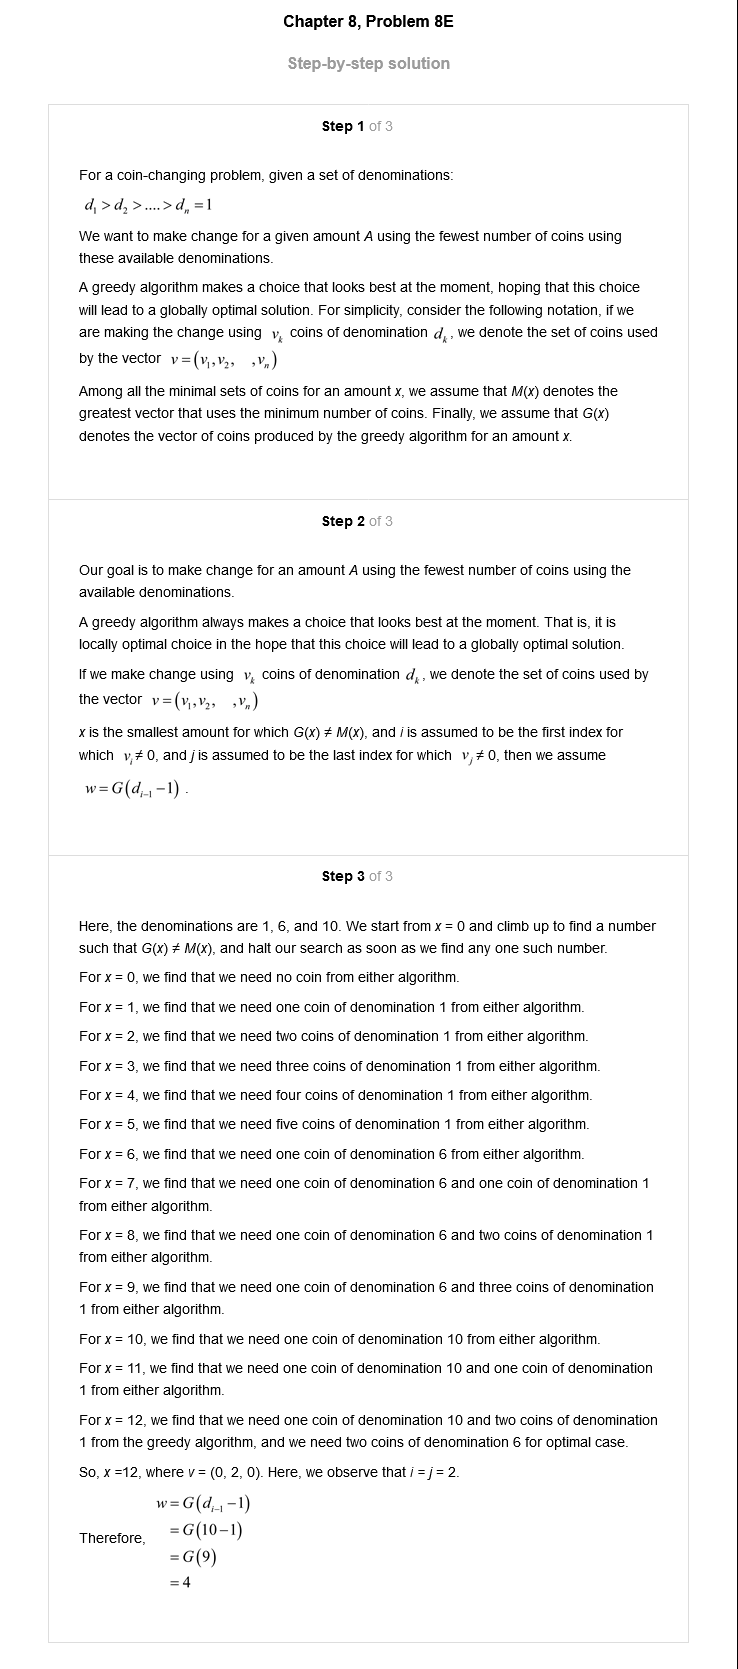 Chapter 8, Problem 8E
Step-by-step solution
Step 1 of 3
For a coin-changing problem, given a set of denominations:
d₁ > d₂ > .... > dₙ = 1
We want to make change for a given amount A using the fewest number of coins using
these available denominations.
A greedy algorithm makes a choice that looks best at the moment, hoping that this choice
will lead to a globally optimal solution. For simplicity, consider the following notation, if we
are making the change using vₖ coins of denomination dₖ, we denote the set of coins used
by the vector v = (v₁, v₂, , vₙ)
Among all the minimal sets of coins for an amount x, we assume that M(x) denotes the
greatest vector that uses the minimum number of coins. Finally, we assume that G(x)
denotes the vector of coins produced by the greedy algorithm for an amount x.
Step 2 of 3
Our goal is to make change for an amount A using the fewest number of coins using the
available denominations.
A greedy algorithm always makes a choice that looks best at the moment. That is, it is
locally optimal choice in the hope that this choice will lead to a globally optimal solution.
If we make change using vₖ coins of denomination dₖ, we denote the set of coins used by
the vector v = (v₁, v₂, , vₙ)
x is the smallest amount for which G(x) ≠ M(x), and i is assumed to be the first index for
which vᵢ ≠ 0, and j is assumed to be the last index for which vⱼ ≠ 0, then we assume
w = G(dᵢ₋₁ − 1) .
Step 3 of 3
Here, the denominations are 1, 6, and 10. We start from x = 0 and climb up to find a number
such that G(x) ≠ M(x), and halt our search as soon as we find any one such number.
For x = 0, we find that we need no coin from either algorithm.
For x = 1, we find that we need one coin of denomination 1 from either algorithm.
For x = 2, we find that we need two coins of denomination 1 from either algorithm.
For x = 3, we find that we need three coins of denomination 1 from either algorithm.
For x = 4, we find that we need four coins of denomination 1 from either algorithm.
For x = 5, we find that we need five coins of denomination 1 from either algorithm.
For x = 6, we find that we need one coin of denomination 6 from either algorithm.
For x = 7, we find that we need one coin of denomination 6 and one coin of denomination 1
from either algorithm.
For x = 8, we find that we need one coin of denomination 6 and two coins of denomination 1
from either algorithm.
For x = 9, we find that we need one coin of denomination 6 and three coins of denomination
1 from either algorithm.
For x = 10, we find that we need one coin of denomination 10 from either algorithm.
For x = 11, we find that we need one coin of denomination 10 and one coin of denomination
1 from either algorithm.
For x = 12, we find that we need one coin of denomination 10 and two coins of denomination
1 from the greedy algorithm, and we need two coins of denomination 6 for optimal case.
So, x =12, where v = (0, 2, 0). Here, we observe that i = j = 2.
w = G(dᵢ₋₁ − 1)
= G(10 − 1)
Therefore,
= G(9)
= 4